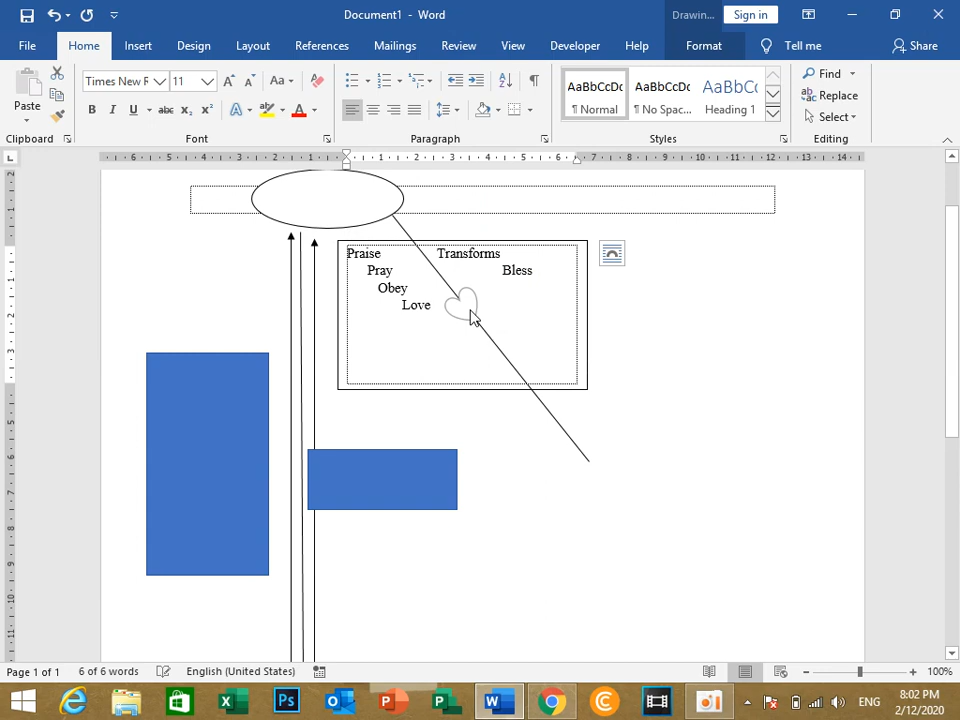 Document1 - Word
Drawin...
Sign in
File Home Insert Design Layout References Mailings Review View Developer Help Format Tell me Share
Paste
Times New R 11
Aa
Find
Replace
Select
AaBbCcDc AaBbCcDc AaBbCc
¶ Normal ¶ No Spac... Heading 1
Clipboard Font Paragraph Styles Editing
Praise Transforms
Pray Bless
Obey
Love
Page 1 of 1 6 of 6 words English (United States) 100%
ENG
8:02 PM
2/12/2020